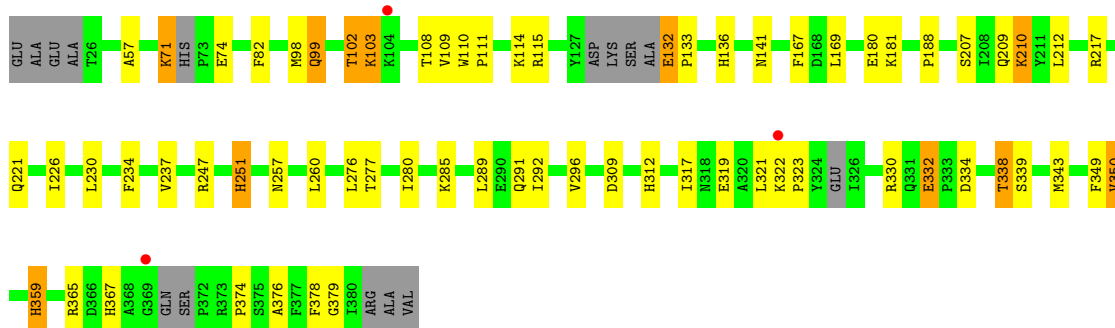 GLU ALA GLU ALA T26 A57 K71 HIS P73 E74 F82 M98 Q99 T102 K103 K104 T108 V109 W110 P111 K114 R115 Y127 ASP LYS SER ALA E132 P133 H136 N141 F167 D168 L169 E180 K181 P188 S207 I208 Q209 K210 Y211 L212 R217
Q221 I226 L230 F234 V237 R247 H251 N257 L260 L276 T277 I280 K285 L289 E290 Q291 I292 V296 D309 H312 I317 N318 E319 A320 L321 K322 P323 Y324 GLU I326 R330 Q331 E332 P333 D334 T338 S339 M343 F349
H359 R365 D366 H367 A368 G369 GLN SER P372 R373 P374 S375 A376 F377 F378 G379 I380 ARG ALA VAL